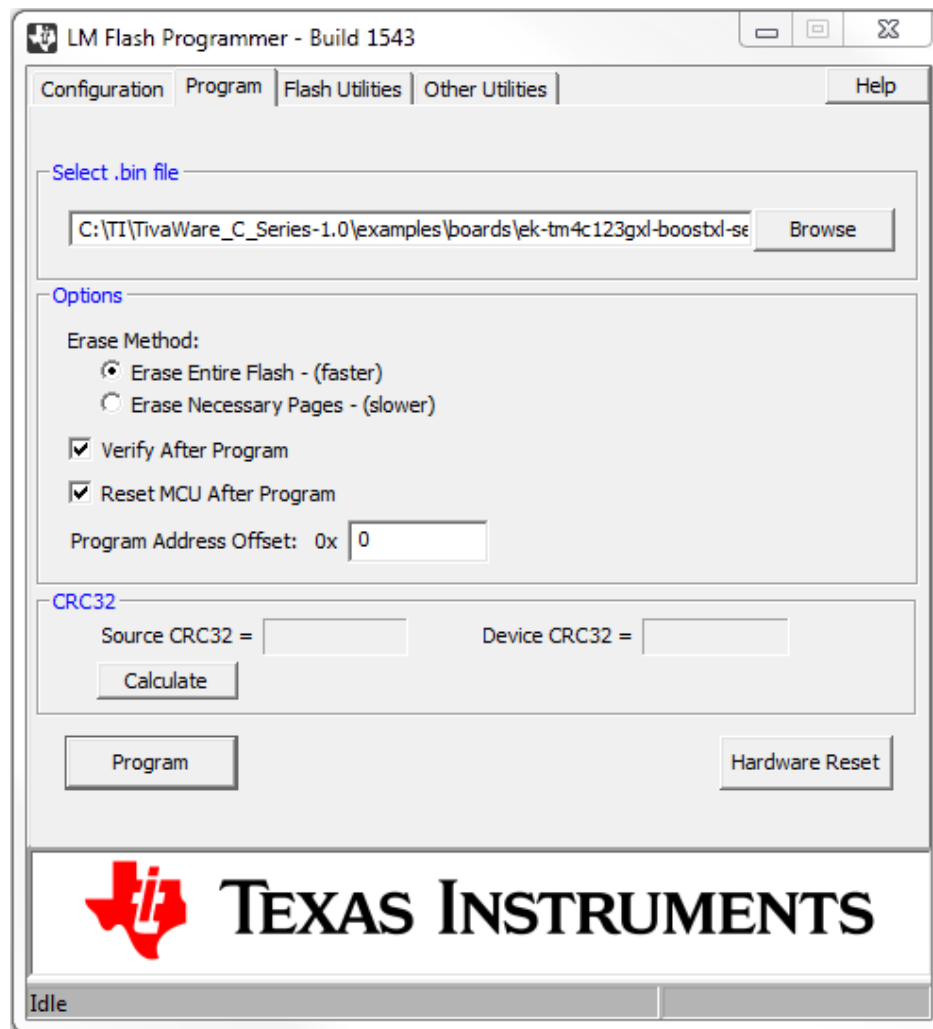 LM Flash Programmer - Build 1543
Configuration Program Flash Utilities Other Utilities Help
Select .bin file
C:\TI\TivaWare_C_Series-1.0\examples\boards\ek-tm4c123gxl-boostxl-se Browse
Options
Erase Method:
Erase Entire Flash - (faster)
Erase Necessary Pages - (slower)
Verify After Program
Reset MCU After Program
Program Address Offset: 0x 0
CRC32
Source CRC32 = Device CRC32 =
Calculate
Program Hardware Reset
TEXAS INSTRUMENTS
Idle